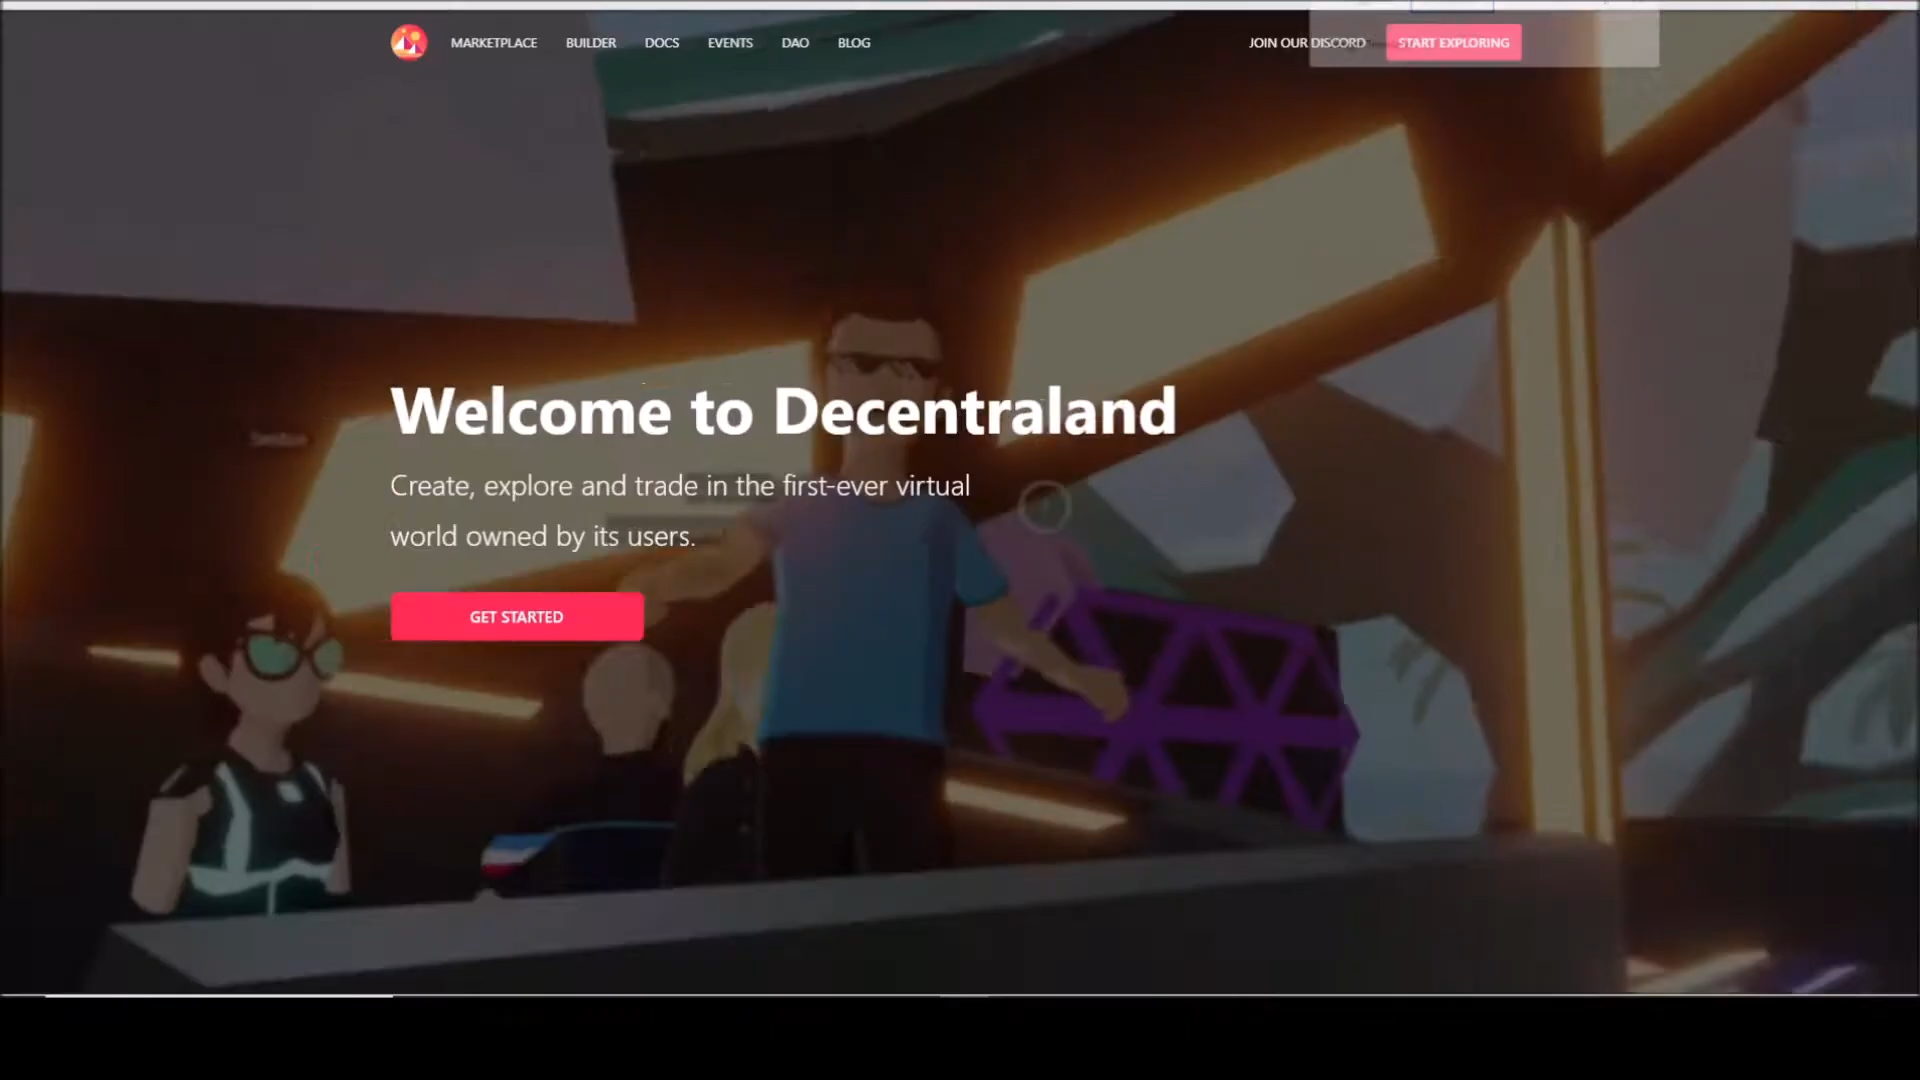 MARKETPLACE BUILDER DOCS EVENTS DAO BLOG JOIN OUR DISCORD START EXPLORING
Welcome to Decentraland
Create, explore and trade in the first-ever virtual
world owned by its users.
GET STARTED